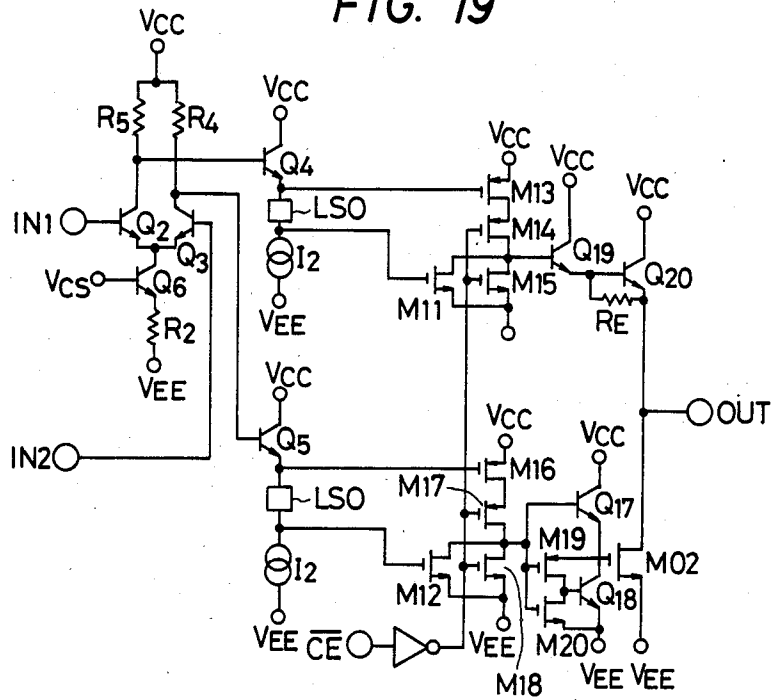 FIG. 19
VCC
R5
R4
VCC
Q4
IN1
Q2
Q3
VCS
Q6
R2
VEE
LSO
I2
VEE
VCC
M13
M14
M11
M15
VCC
Q19
VCC
Q20
RE
OUT
IN2
VCC
Q5
LSO
I2
VEE
VCC
M16
M17
M12
M18
VEE
CE
VCC
Q17
M19
Q18
M20
VEE
M02
VEE